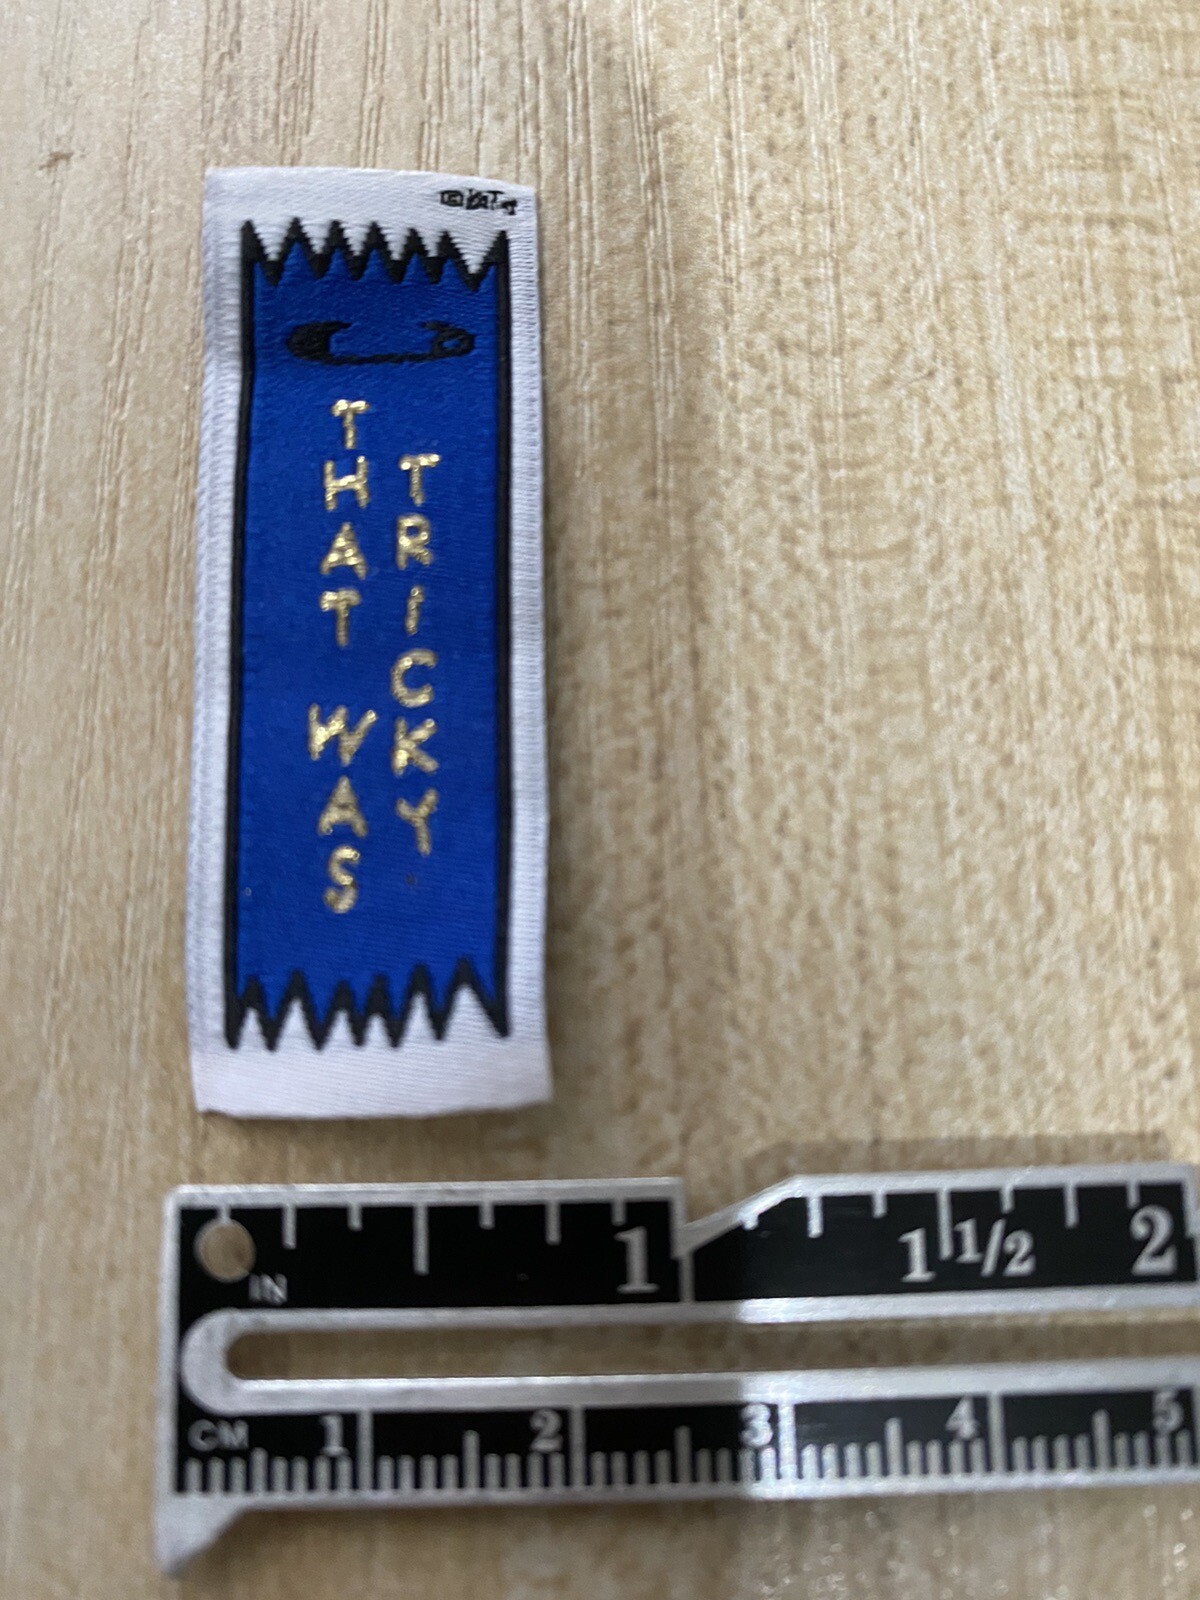 THAT WAS
TRICKY
1 1 1/2 2
IN
CM 1 2 3 4 5